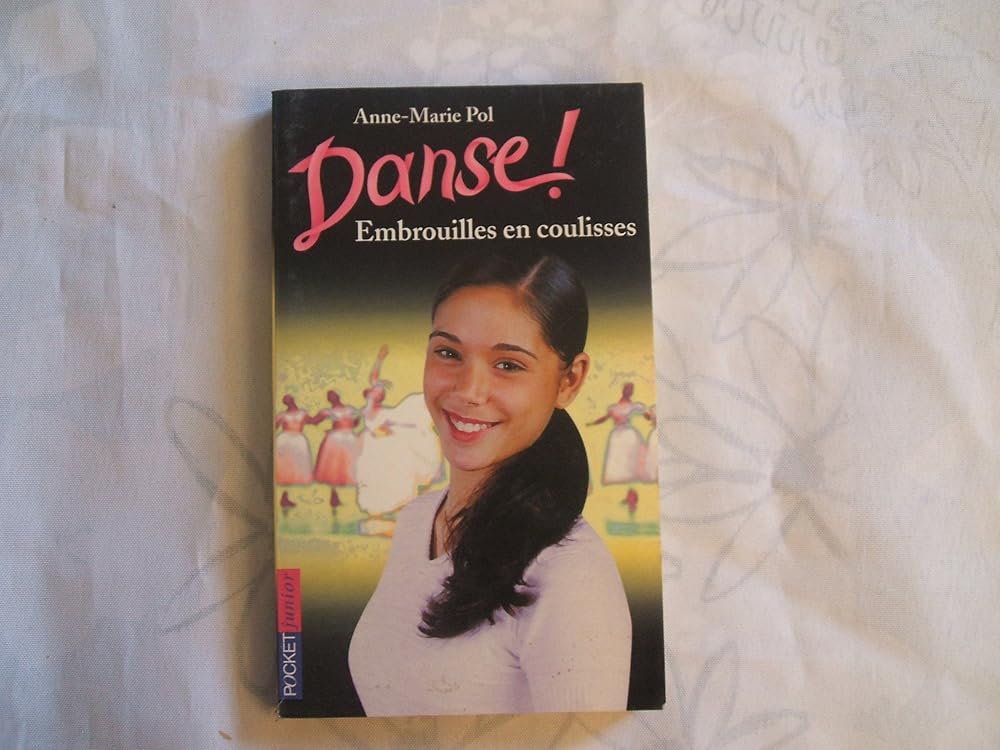 Anne-Marie Pol
Danse!
Embrouilles en coulisses
POCKET junior